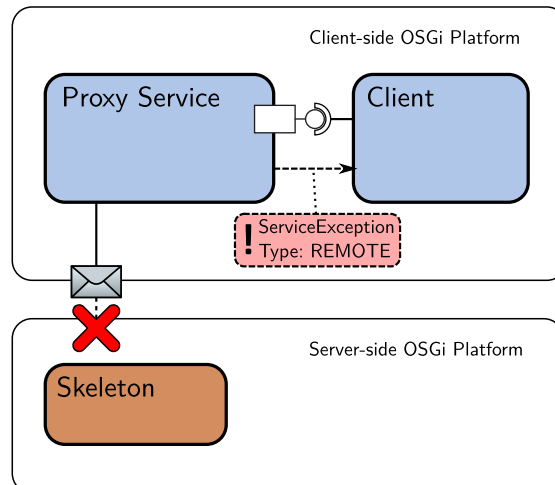 Client-side OSGi Platform
Proxy Service
Client
! ServiceException
Type: REMOTE
Server-side OSGi Platform
Skeleton